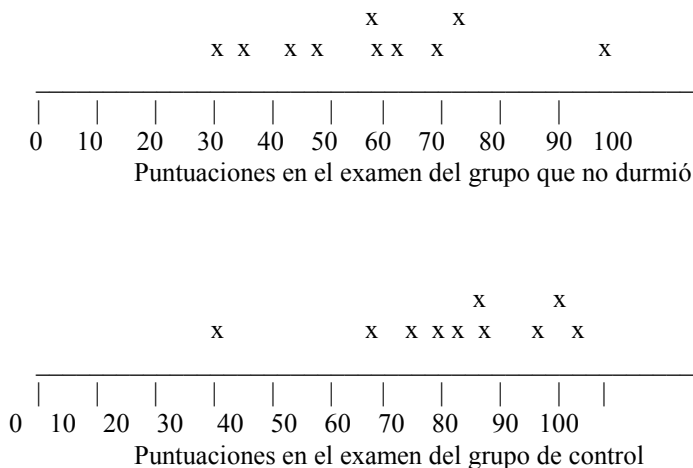 x x
x x x x x x x x
| | | | | | | | | |
0 10 20 30 40 50 60 70 80 90 100
Puntuaciones en el examen del grupo que no durmió
x x
x x x x x x x x
| | | | | | | | | | |
0 10 20 30 40 50 60 70 80 90 100
Puntuaciones en el examen del grupo de control